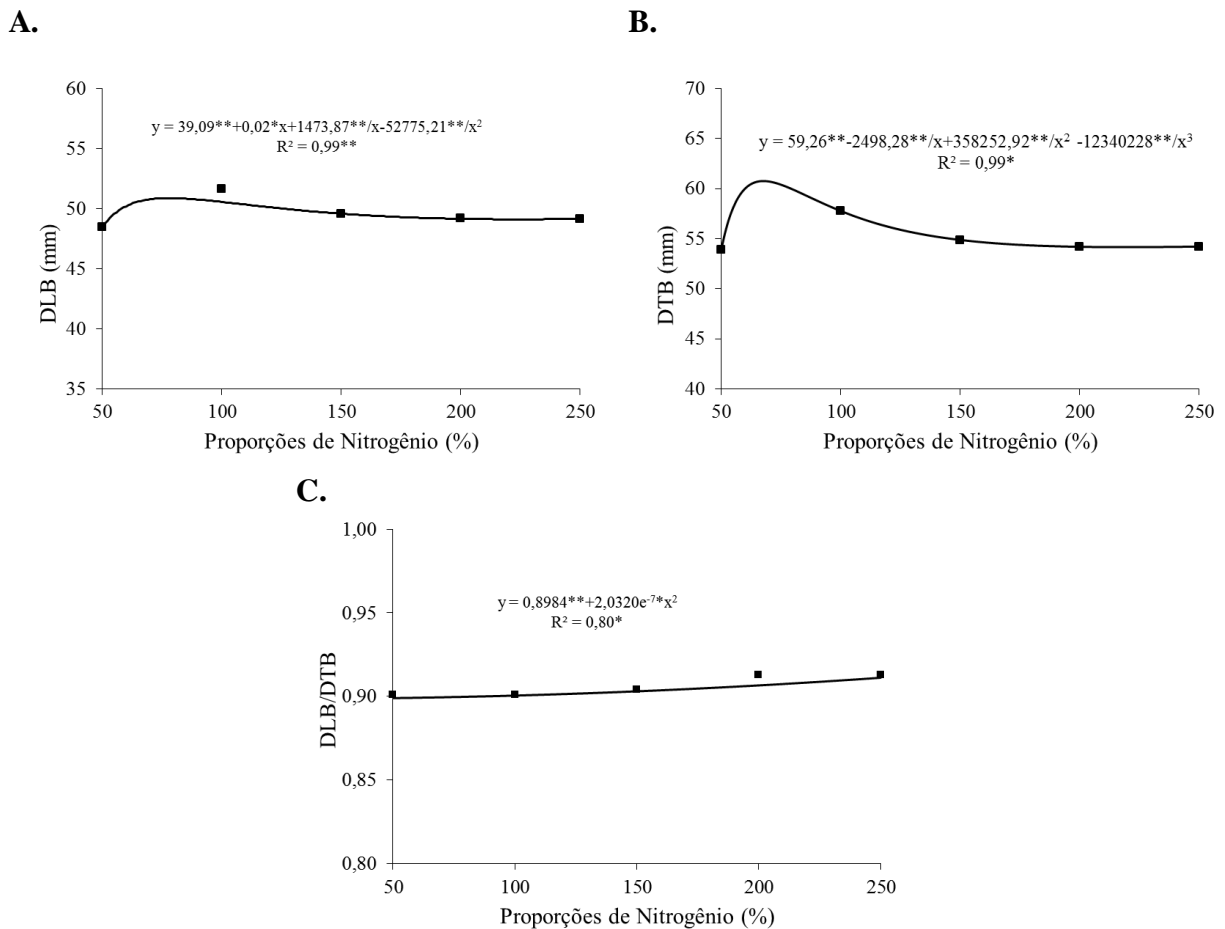 A.
60
55
50
45
40
35
DLB (mm)
y = 39,09**+0,02*x+1473,87**/x-52775,21**/x²
R² = 0,99**
50 100 150 200 250
Proporções de Nitrogênio (%)
B.
70
65
60
55
50
45
40
DTB (mm)
y = 59,26**-2498,28**/x+358252,92**/x² -12340228**/x³
R² = 0,99*
50 100 150 200 250
Proporções de Nitrogênio (%)
C.
1,00
0,95
0,90
0,85
0,80
DLB/DTB
y = 0,8984**+2,0320e⁻⁷*x²
R² = 0,80*
50 100 150 200 250
Proporções de Nitrogênio (%)